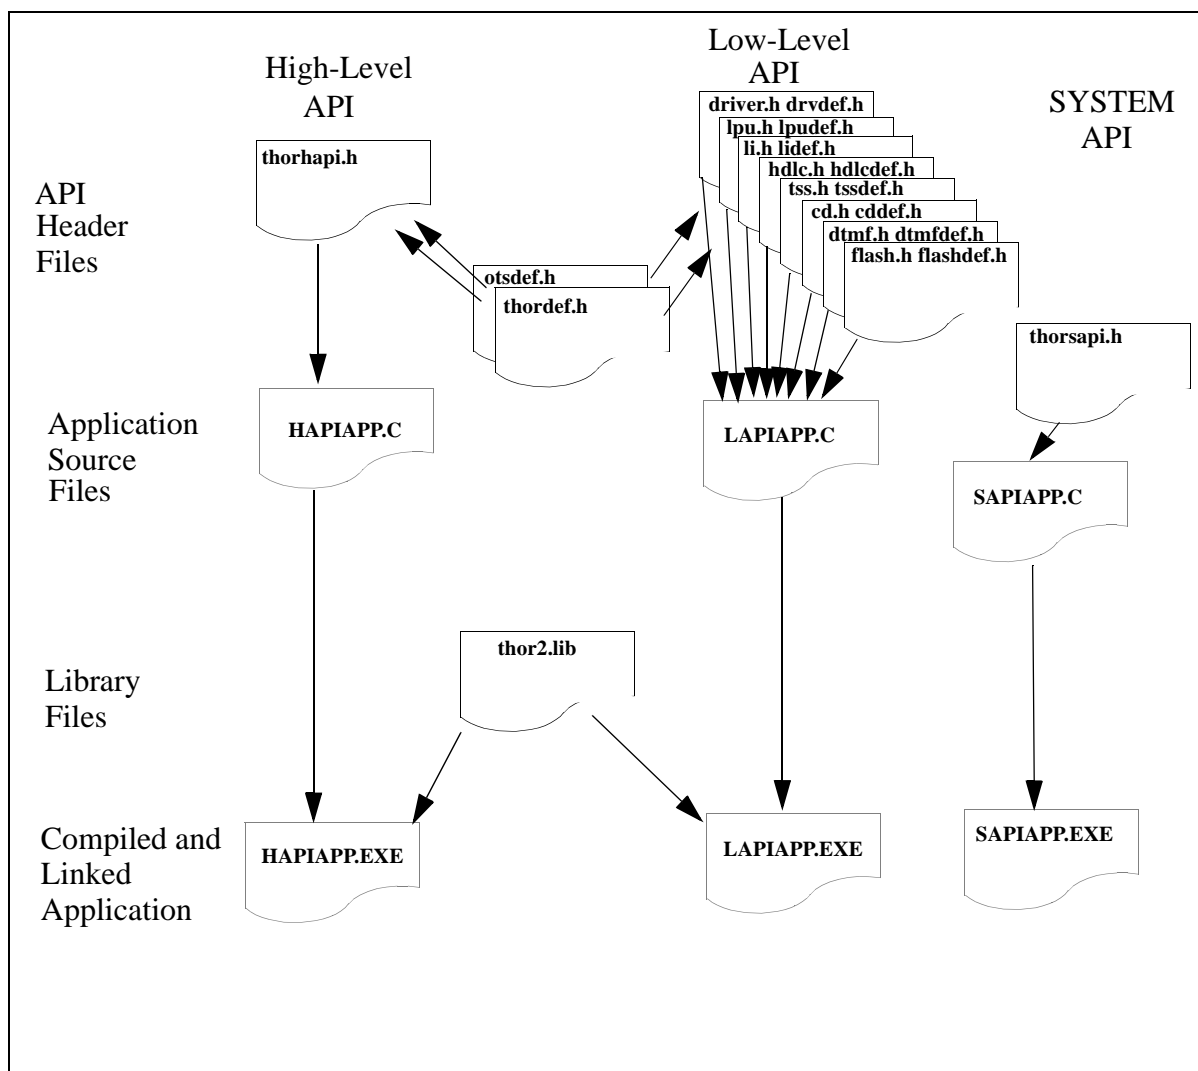 High-Level
API
Low-Level
API
SYSTEM
API
API
Header
Files
thorhapi.h
driver.h drvdef.h
lpu.h lpudef.h
li.h lidef.h
hdlc.h hdlcdef.h
tss.h tssdef.h
cd.h cddef.h
dtmf.h dtmfdef.h
flash.h flashdef.h
otsdef.h
thordef.h
thorsapi.h
Application
Source
Files
HAPIAPP.C
LAPIAPP.C
SAPIAPP.C
Library
Files
thor2.lib
Compiled and
Linked
Application
HAPIAPP.EXE
LAPIAPP.EXE
SAPIAPP.EXE